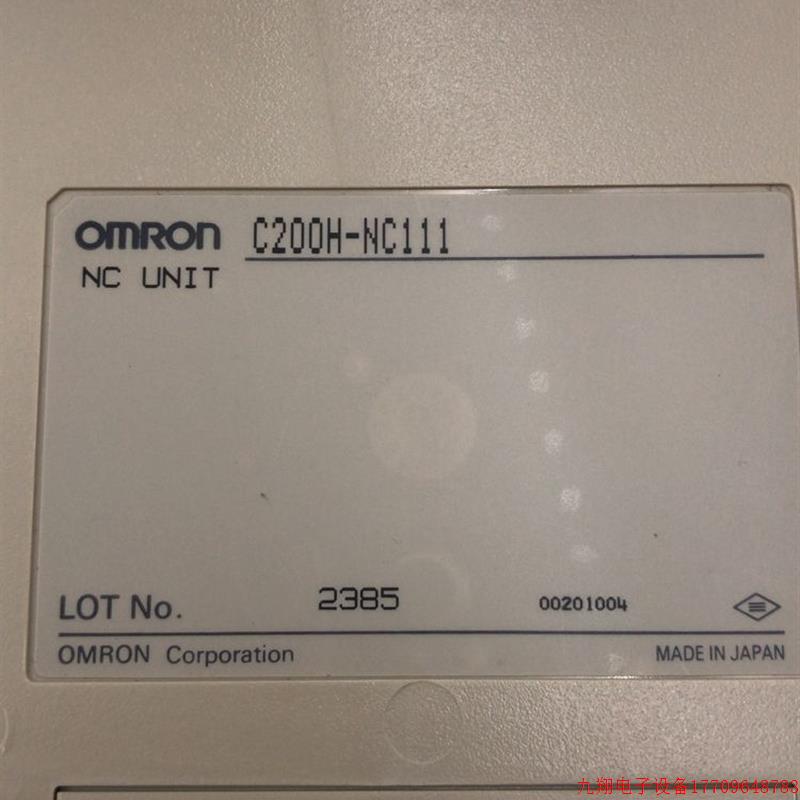 OMRON C200H-NC111
NC UNIT
LOT No. 2385 00201004
OMRON Corporation MADE IN JAPAN
九翔电子设备17709648783